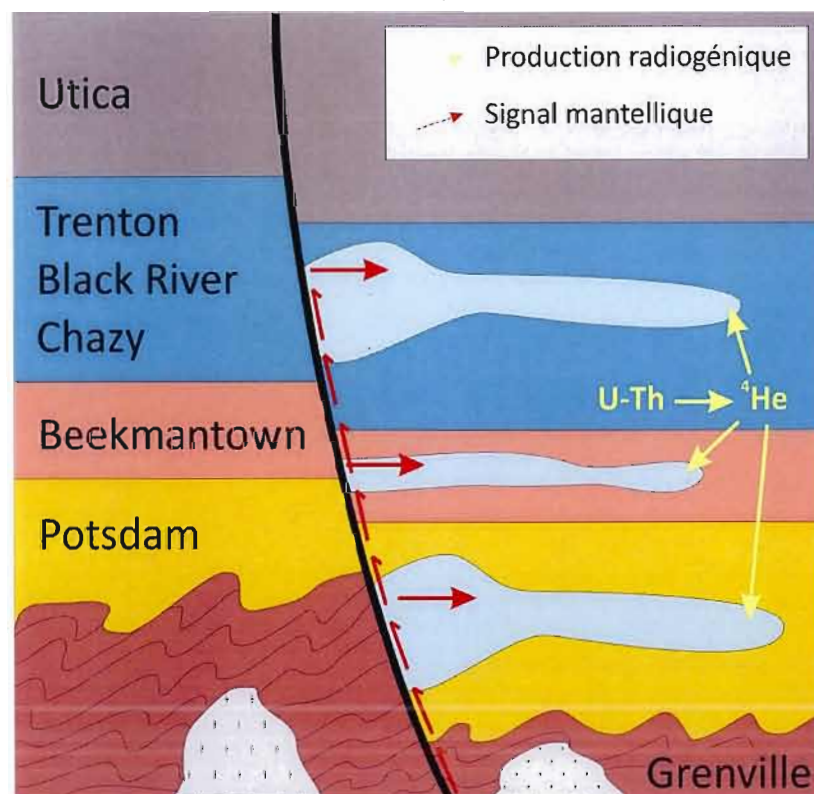 Production radiogénique
Signal mantellique
Utica
Trenton
Black River
Chazy
U-Th
⁴He
Beekmantown
Potsdam
Grenville